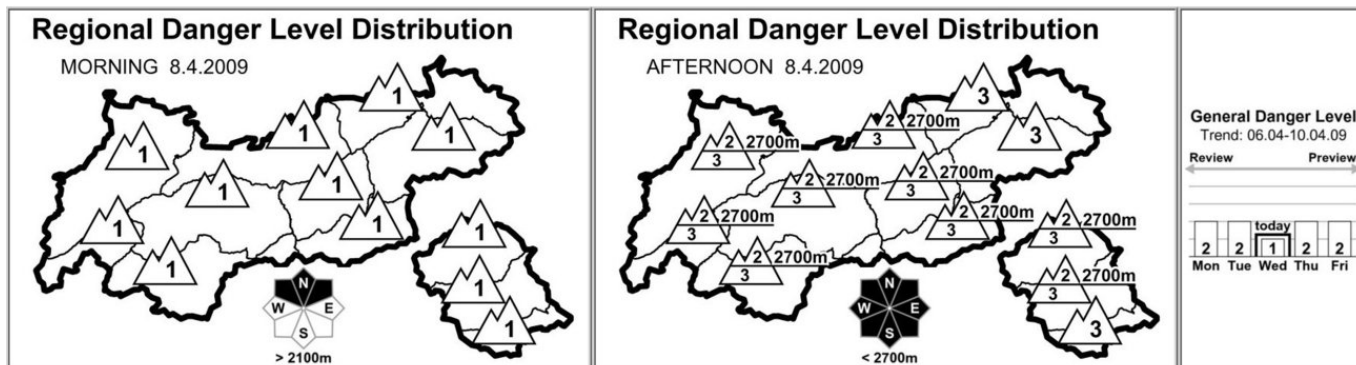 Regional Danger Level Distribution
MORNING 8.4.2009
1
1
1
1
1
1
1
1
1
1
1
1
N
W E
S
> 2100m
Regional Danger Level Distribution
AFTERNOON 8.4.2009
3
2 2700m
3
3
2 2700m
3
2 2700m
3
2 2700m
3
2 2700m
3
2 2700m
3
2 2700m
3
2 2700m
3
2 2700m
3
3
N
W E
S
< 2700m
General Danger Level
Trend: 06.04-10.04.09
Review Preview
today
2 2 1 2 2
Mon Tue Wed Thu Fri